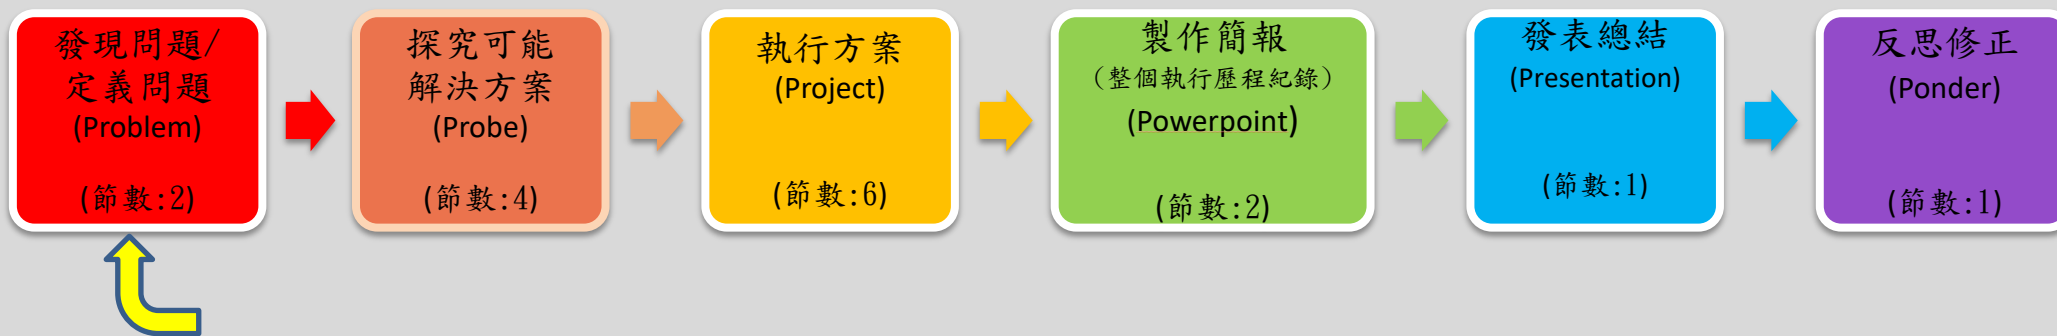 發現問題/
定義問題
(Problem)
(節數:2)
探究可能
解決方案
(Probe)
(節數:4)
執行方案
(Project)
(節數:6)
製作簡報
（整個執行歷程紀錄）
(Powerpoint)
(節數:2)
發表總結
(Presentation)
(節數:1)
反思修正
(Ponder)
(節數:1)